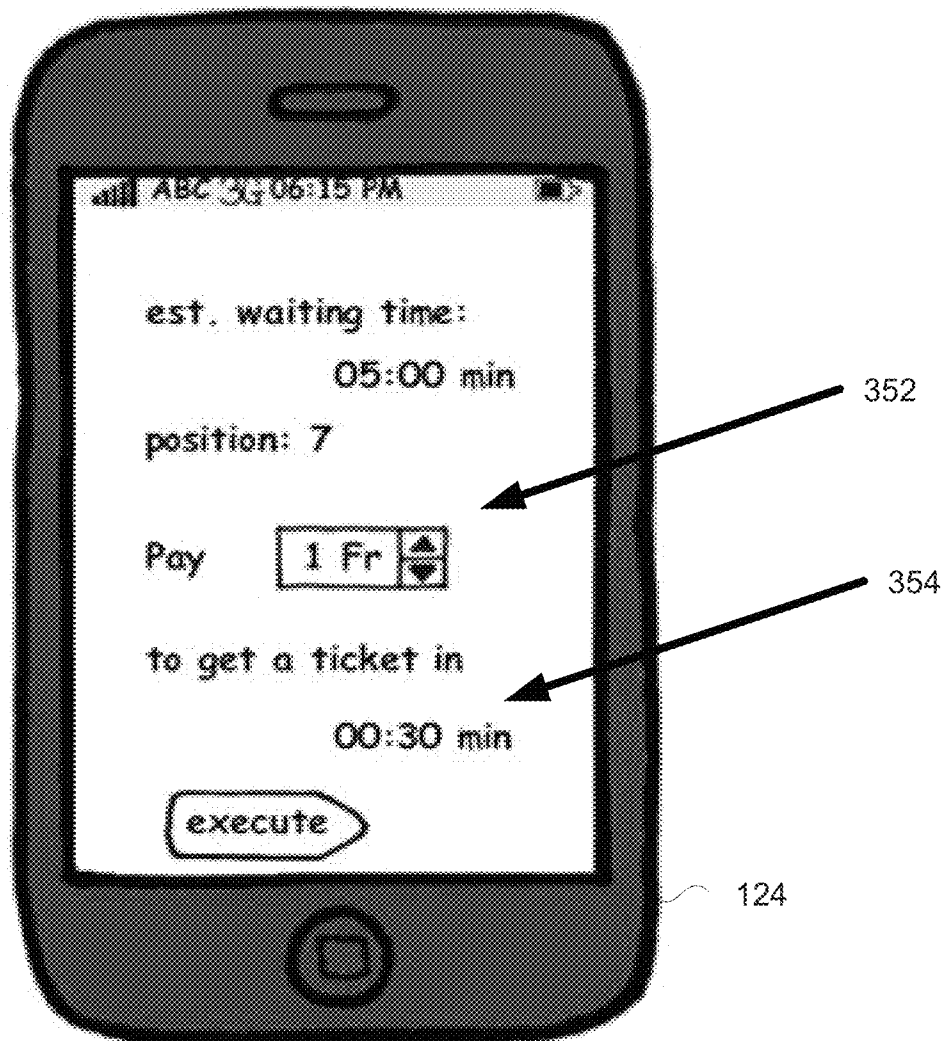 ABC 3G 06:15 PM
est. waiting time:
05:00 min
352
position: 7
Pay 1 Fr
354
to get a ticket in
00:30 min
execute
124